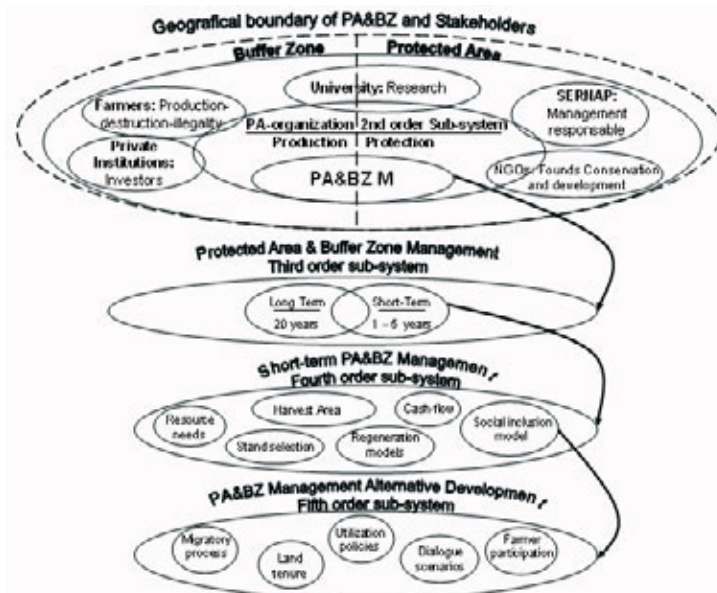 Geografical boundary of PA&BZ and Stakeholders
Buffer Zone
Protected Area
University: Research
Farmers: Production-
destruction-illegality
SERNAP:
Management
responsable
PA-organization
2nd order Sub-system
Production
Protection
Private
Institutions:
Investors
PA&BZ M
NGOs: Founds Conservation
and development
Protected Area & Buffer Zone Management
Third order sub-system
Long Term
20 years
Short-Term
1 – 5 years
Short-term PA&BZ Management
Fourth order sub-system
Resource
needs
Harvest Area
Cash-flow
Social inclusion
model
Stand selection
Regeneration
models
PA&BZ Management Alternative Development
Fifth order sub-system
Migratory
process
Land
tenure
Utilization
policies
Dialogue
scenarios
Farmer
participation